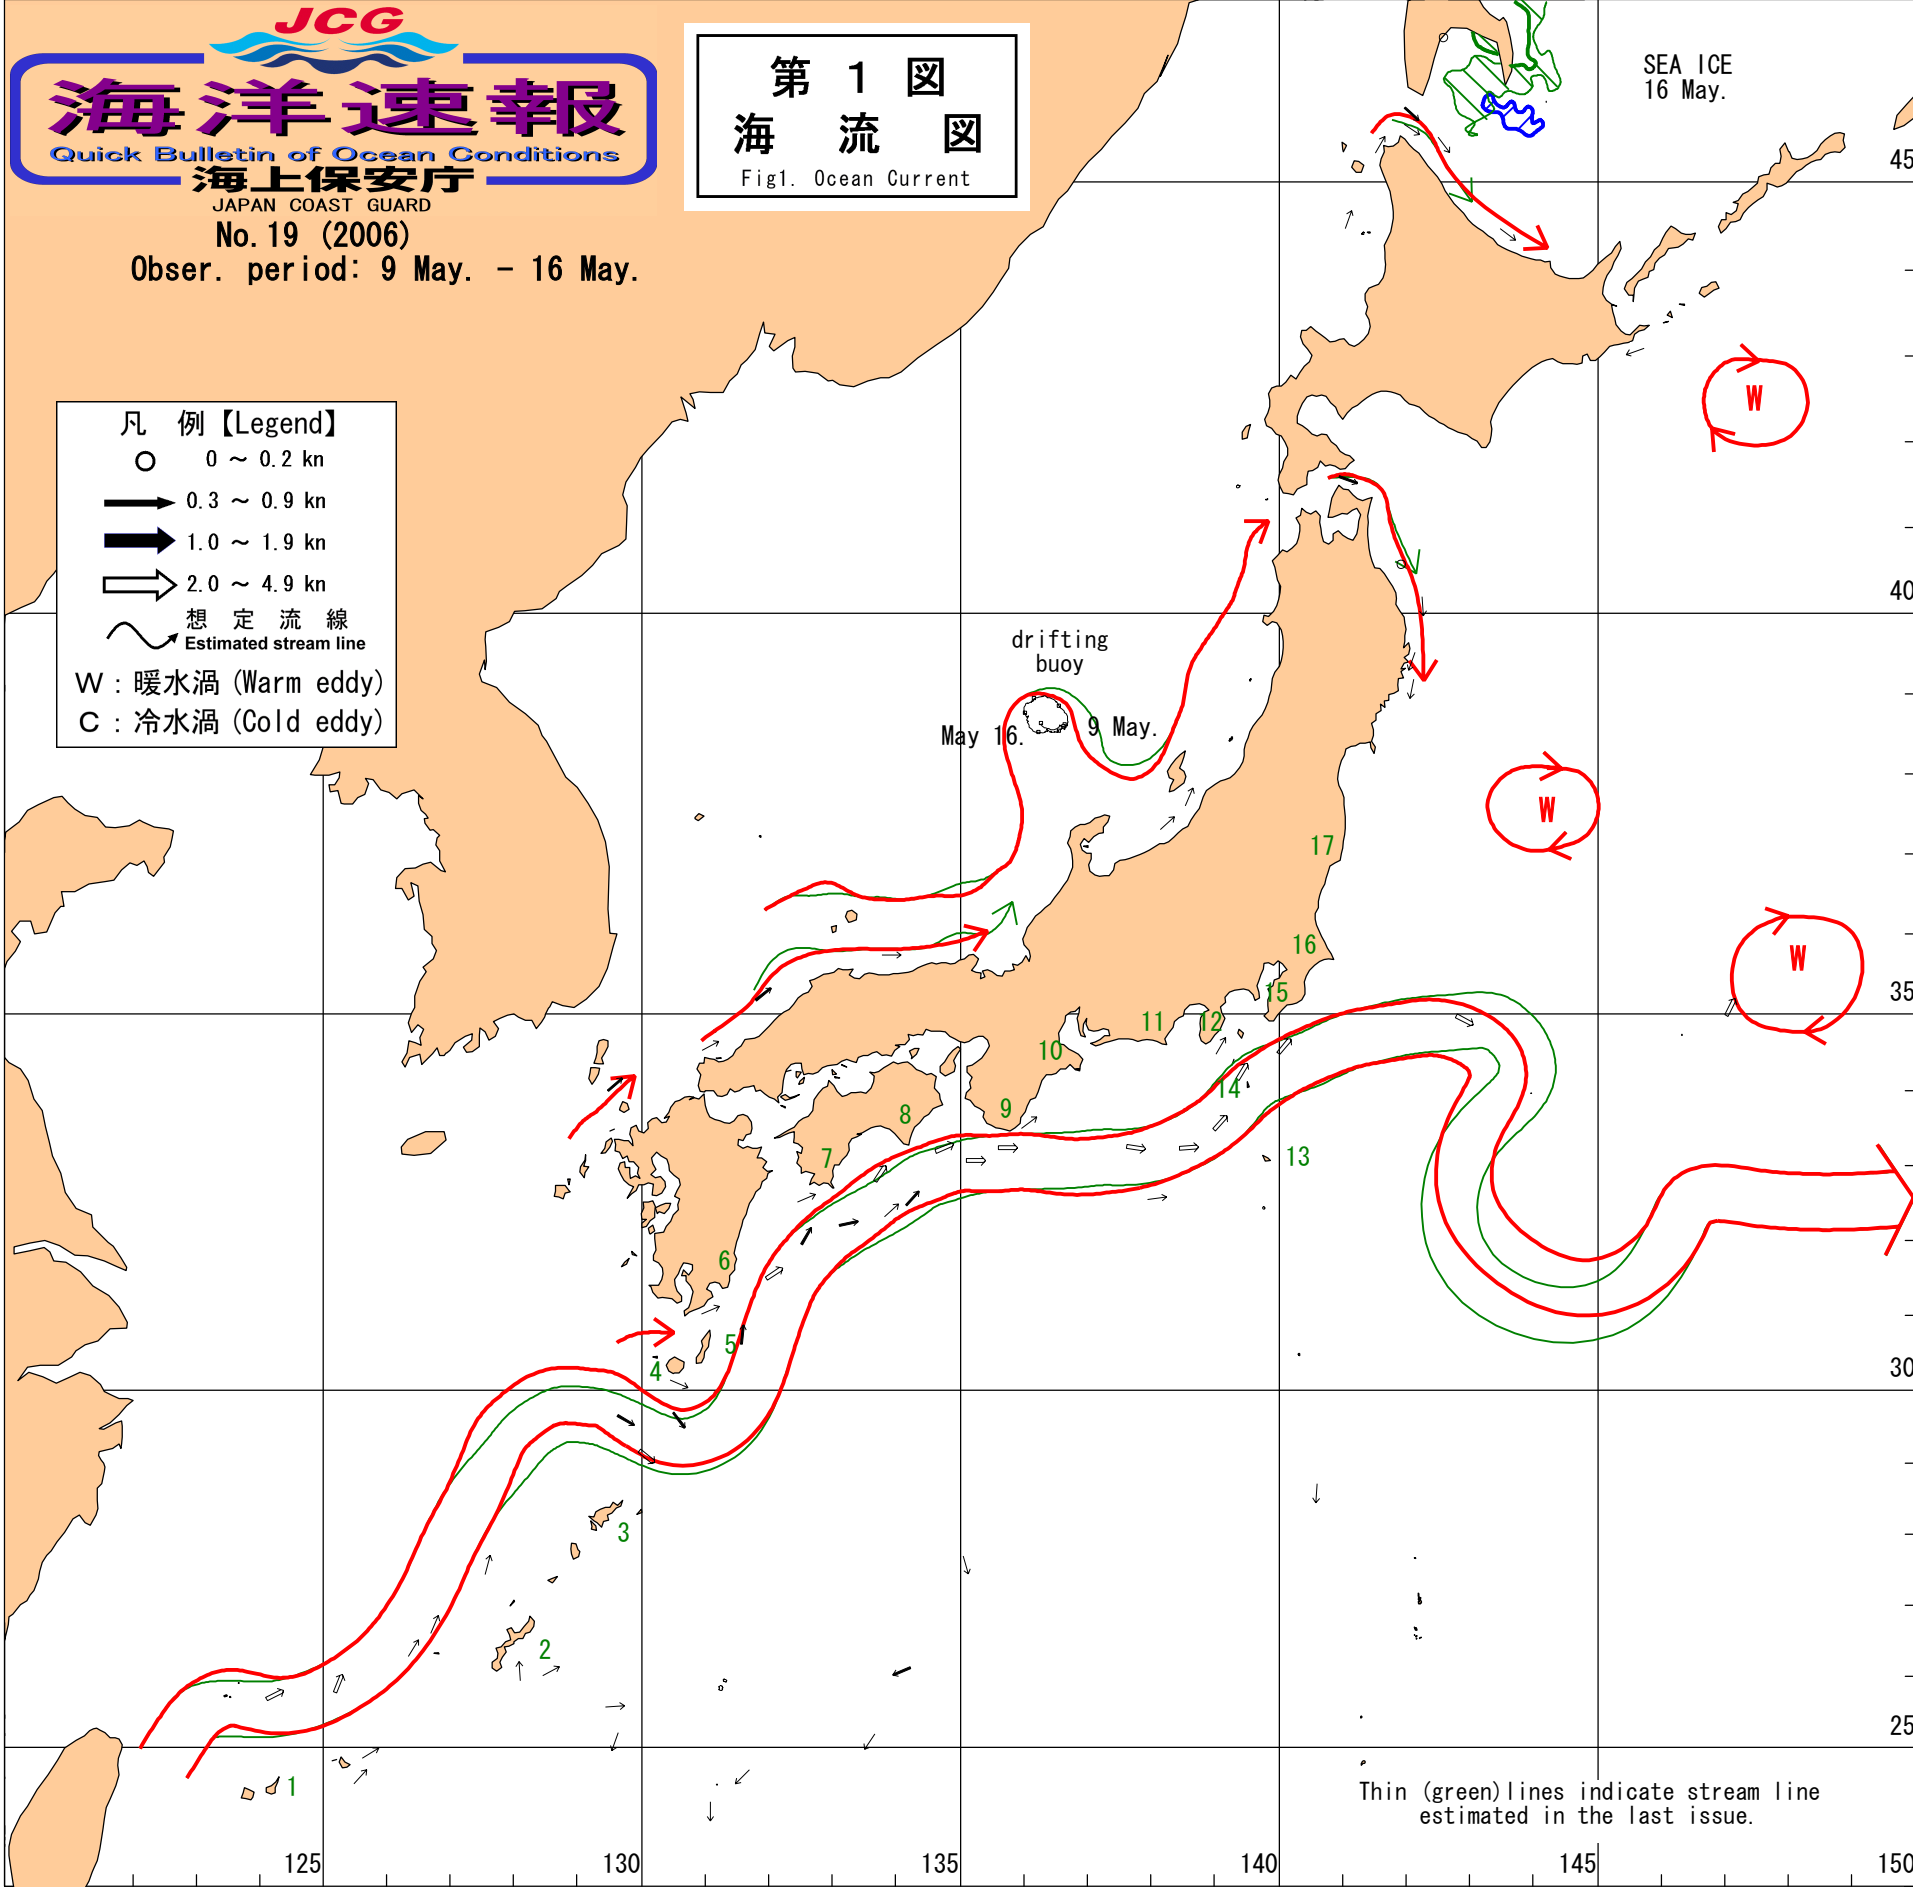 JCG
海洋速報
Quick Bulletin of Ocean Conditions
海上保安庁
JAPAN COAST GUARD
No.19 (2006)
Obser. period: 9 May. - 16 May.
第 1 図
海 流 図
Fig1. Ocean Current
SEA ICE
16 May.
凡 例【Legend】
0 ～ 0.2 kn
0.3 ～ 0.9 kn
1.0 ～ 1.9 kn
2.0 ～ 4.9 kn
想 定 流 線
Estimated stream line
W : 暖水渦 (Warm eddy)
C : 冷水渦 (Cold eddy)
45
W
40
drifting
buoy
May 16.
9 May.
W
17
16
W
15
35
11
12
10
14
9
8
7
13
6
5
4
30
3
2
25
1
Thin (green)lines indicate stream line
estimated in the last issue.
125
130
135
140
145
150